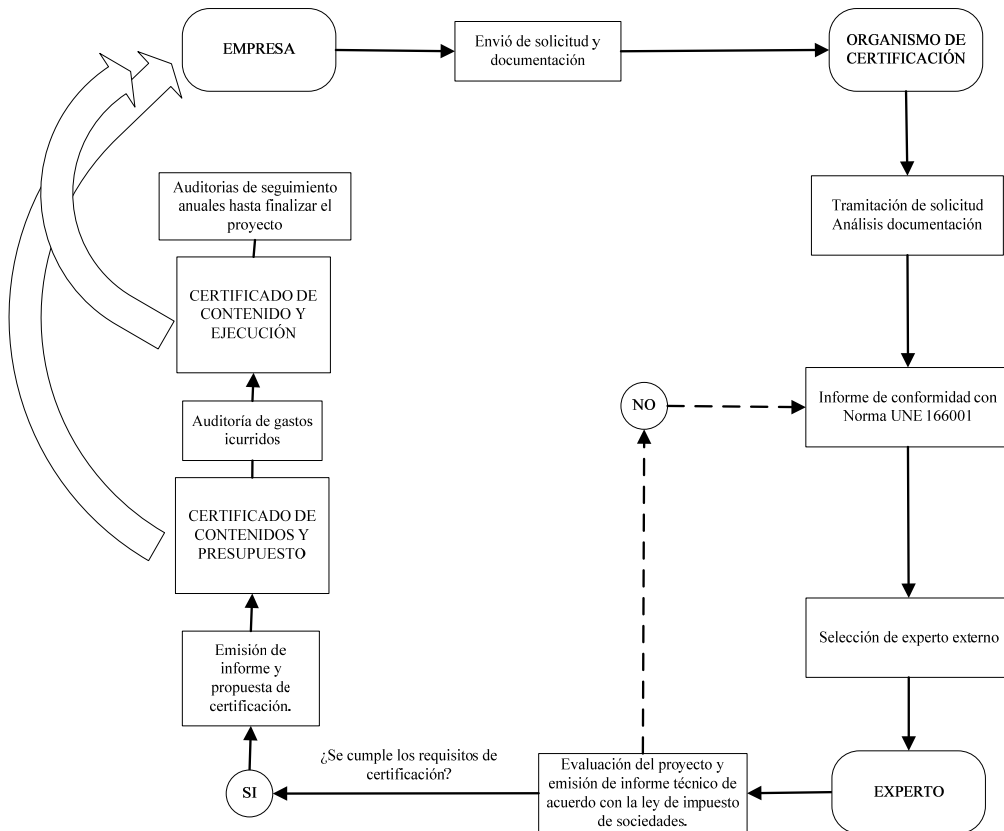 EMPRESA
Envió de solicitud y
documentación
ORGANISMO DE
CERTIFICACIÓN
Tramitación de solicitud
Análisis documentación
Informe de conformidad con
Norma UNE 166001
Selección de experto externo
EXPERTO
Evaluación del proyecto y
emisión de informe técnico de
acuerdo con la ley de impuesto
de sociedades.
NO
¿Se cumple los requisitos de
certificación?
SI
Emisión de
informe y
propuesta de
certificación.
CERTIFICADO DE
CONTENIDOS Y
PRESUPUESTO
Auditoría de gastos
icurridos
CERTIFICADO DE
CONTENIDO Y
EJECUCIÓN
Auditorias de seguimiento
anuales hasta finalizar el
proyecto